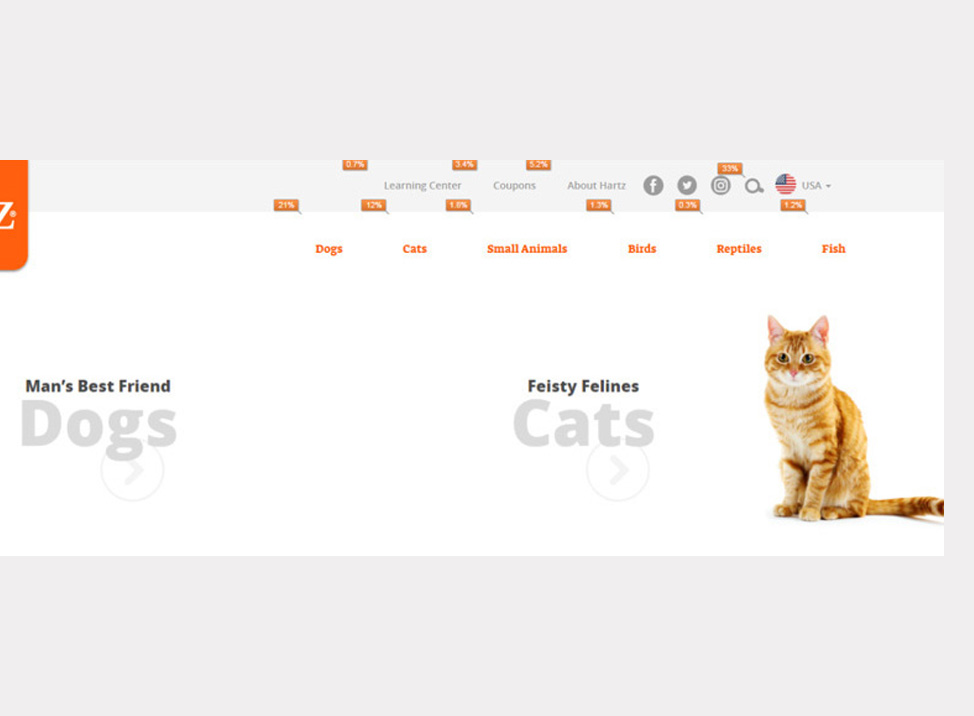 0.7% 3.4% 5.2% 33%
Learning Center Coupons About Hartz USA
Z®
21% 12% 1.8% 1.3% 0.3% 1.2%
Dogs Cats Small Animals Birds Reptiles Fish
Man's Best Friend
Dogs
Feisty Felines
Cats